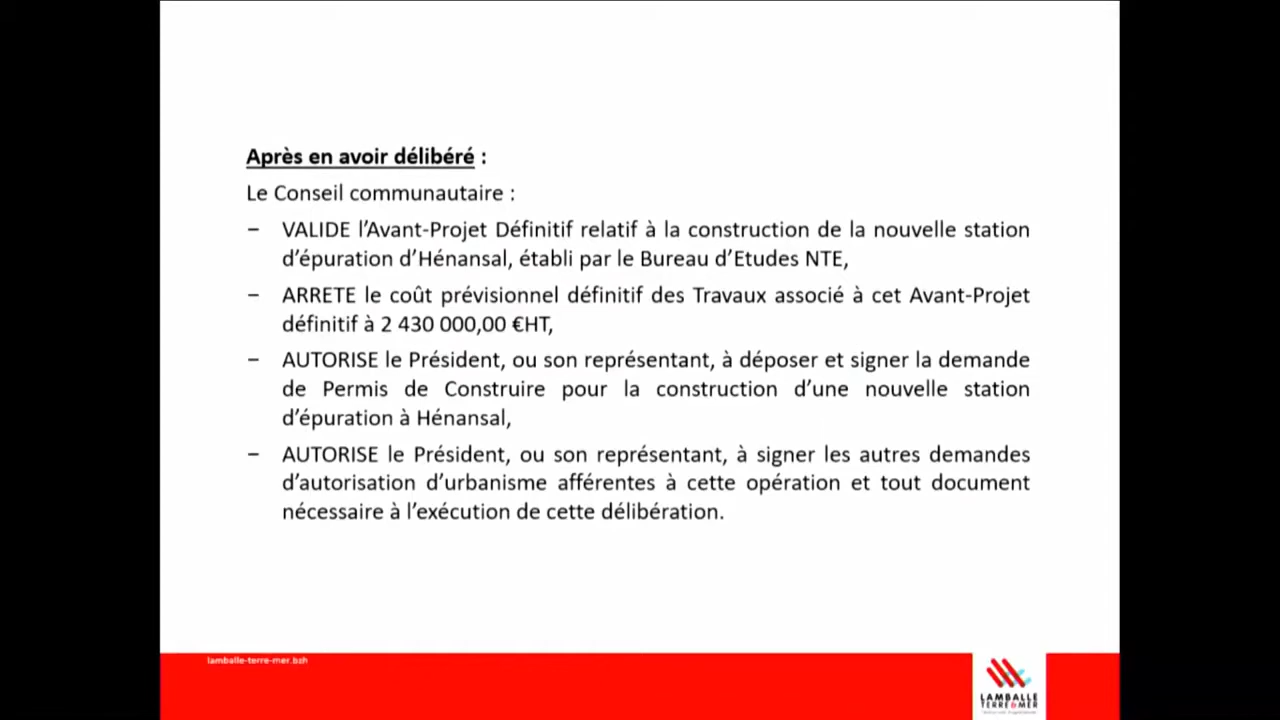 Après en avoir délibéré :
Le Conseil communautaire :
– VALIDE l’Avant-Projet Définitif relatif à la construction de la nouvelle station
d’épuration d’Hénansal, établi par le Bureau d’Etudes NTE,
– ARRETE le coût prévisionnel définitif des Travaux associé à cet Avant-Projet
définitif à 2 430 000,00 €HT,
– AUTORISE le Président, ou son représentant, à déposer et signer la demande
de Permis de Construire pour la construction d’une nouvelle station
d’épuration à Hénansal,
– AUTORISE le Président, ou son représentant, à signer les autres demandes
d’autorisation d’urbanisme afférentes à cette opération et tout document
nécessaire à l’exécution de cette délibération.
lamballe-terre-mer.bzh
LAMBALLE
TERRE & MER